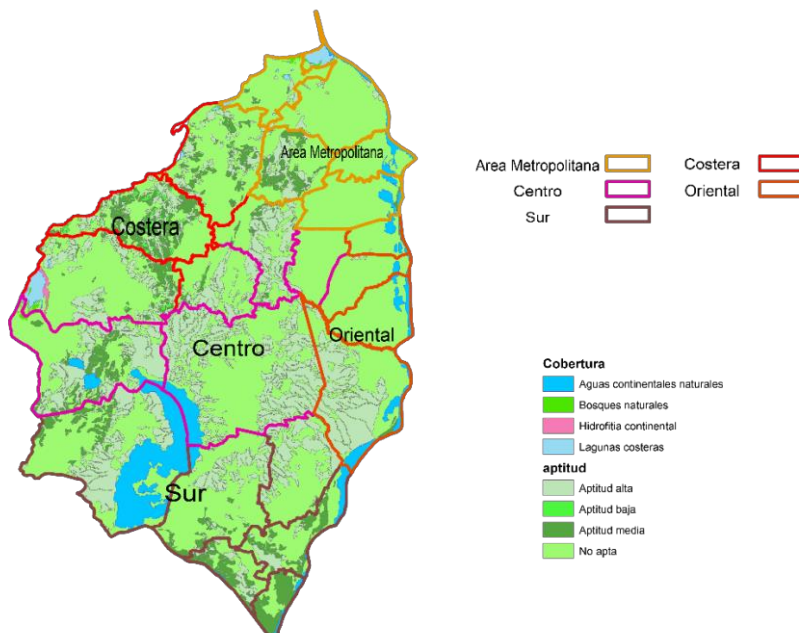 Area Metropolitana
Costera
Centro
Oriental
Sur
Area Metropolitana
Costera
Centro
Oriental
Sur
Cobertura
Aguas continentales naturales
Bosques naturales
Hidrofitia continental
Lagunas costeras
aptitud
Aptitud alta
Aptitud baja
Aptitud media
No apta